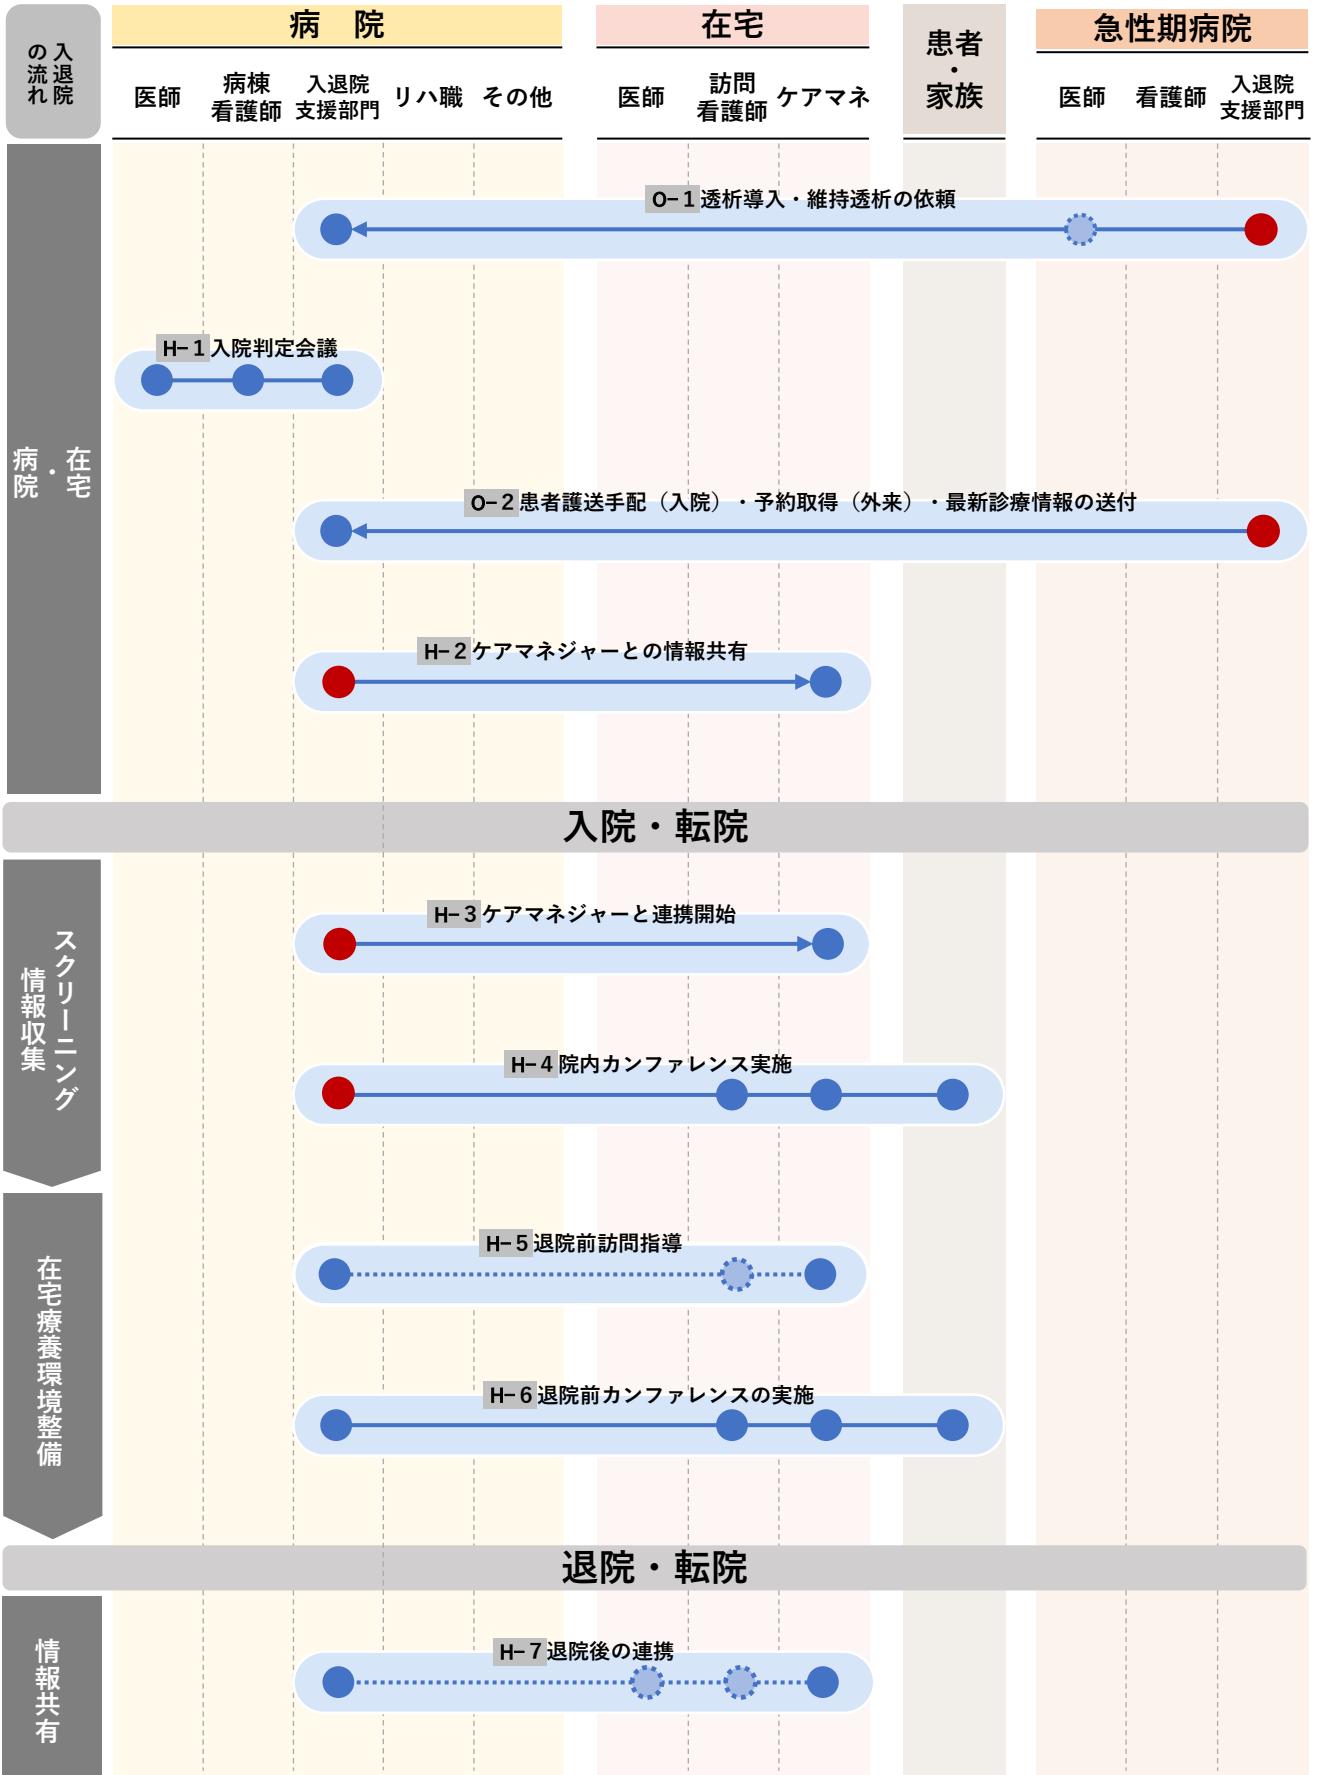 入退院
の流れ
病　院
在宅
患者
・
家族
急性期病院
医師
病棟
看護師
入退院
支援部門
リハ職
その他
医師
訪問
看護師
ケアマネ
医師
看護師
入退院
支援部門
在宅
・
病院
O−1 透析導入・維持透析の依頼
H−1 入院判定会議
O−2 患者護送手配（入院）・予約取得（外来）・最新診療情報の送付
H−2 ケアマネジャーとの情報共有
入院・転院
スクリーニング
情報収集
H−3 ケアマネジャーと連携開始
H−4 院内カンファレンス実施
在宅療養環境整備
H−5 退院前訪問指導
H−6 退院前カンファレンスの実施
退院・転院
情報共有
H−7 退院後の連携